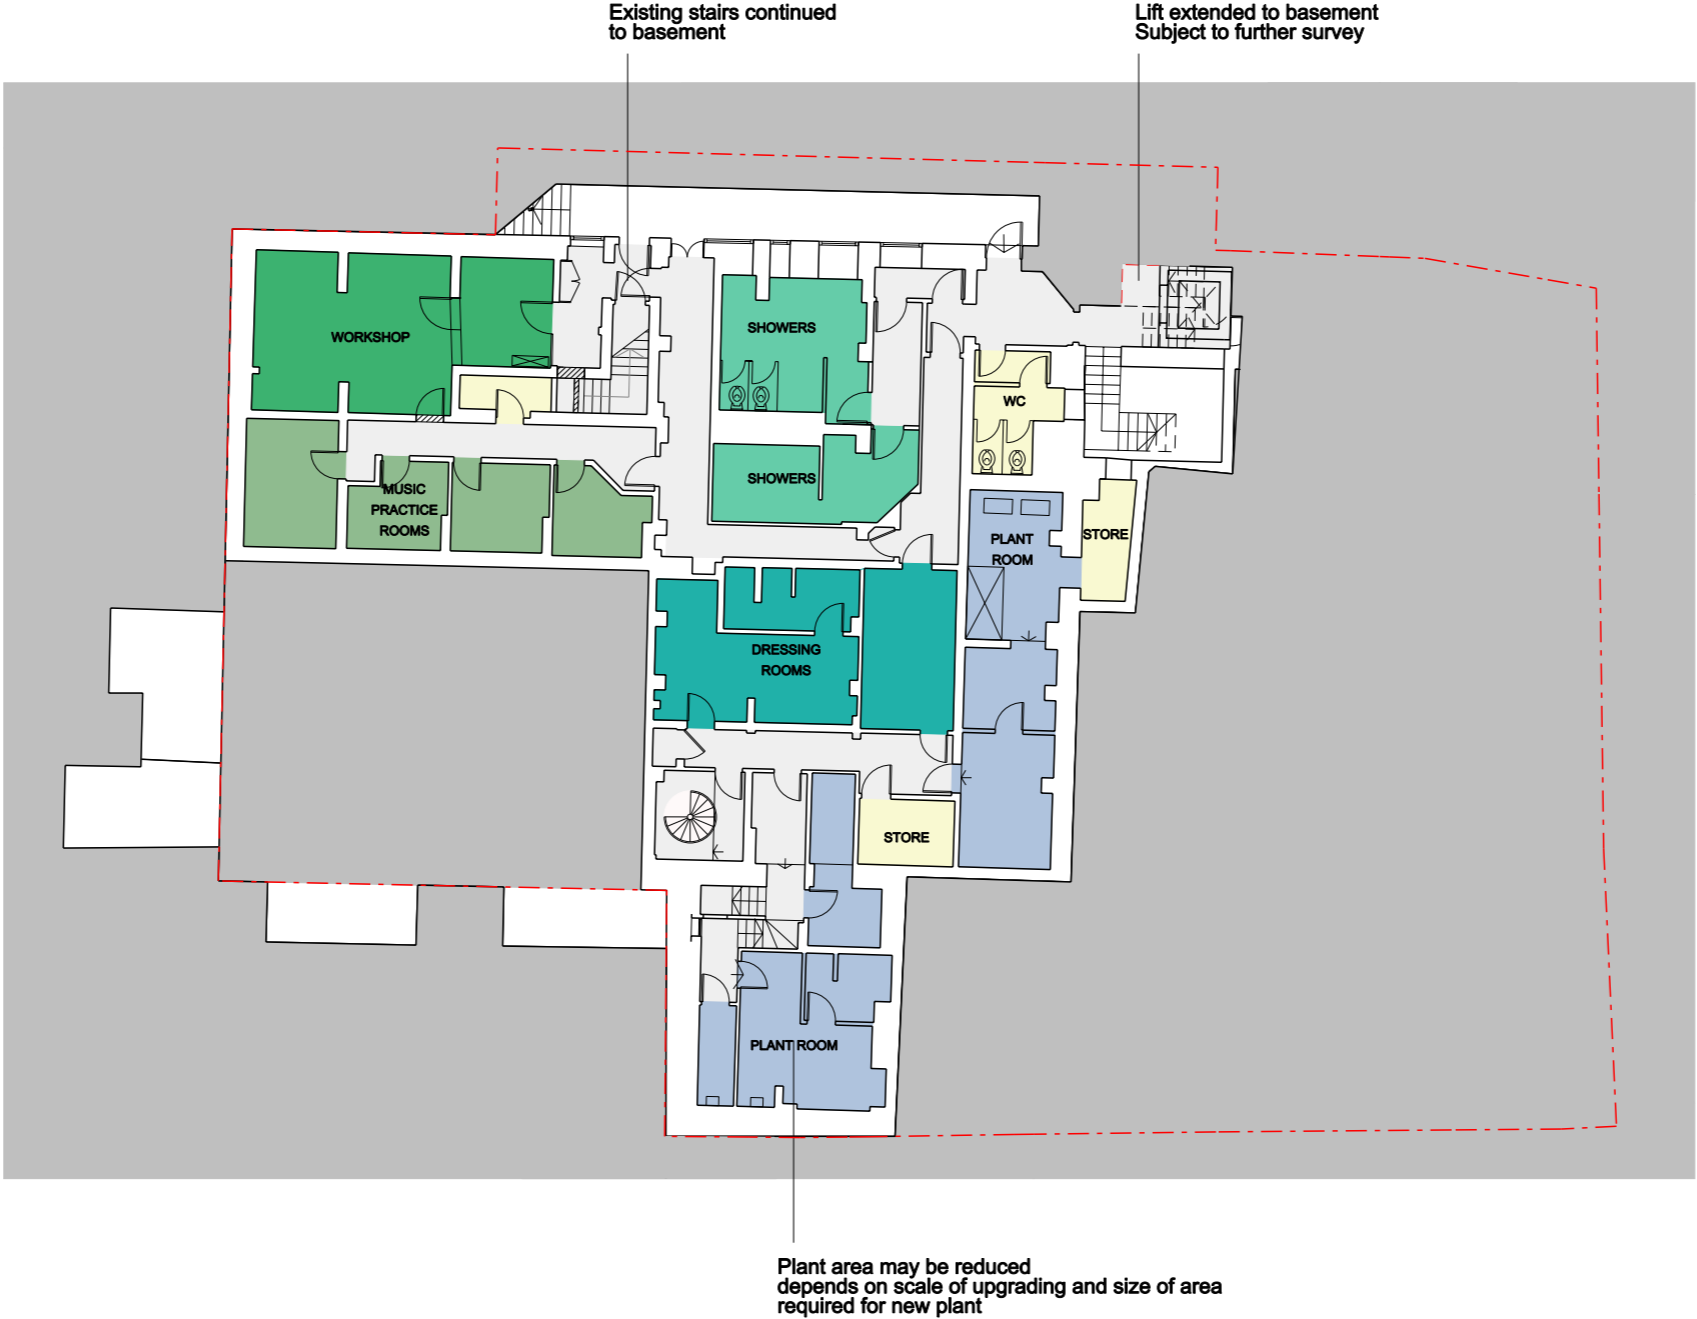 Existing stairs continued
to basement
Lift extended to basement
Subject to further survey
WORKSHOP
SHOWERS
WC
MUSIC
PRACTICE
ROOMS
SHOWERS
PLANT
ROOM
STORE
DRESSING
ROOMS
STORE
PLANT ROOM
Plant area may be reduced
depends on scale of upgrading and size of area
required for new plant